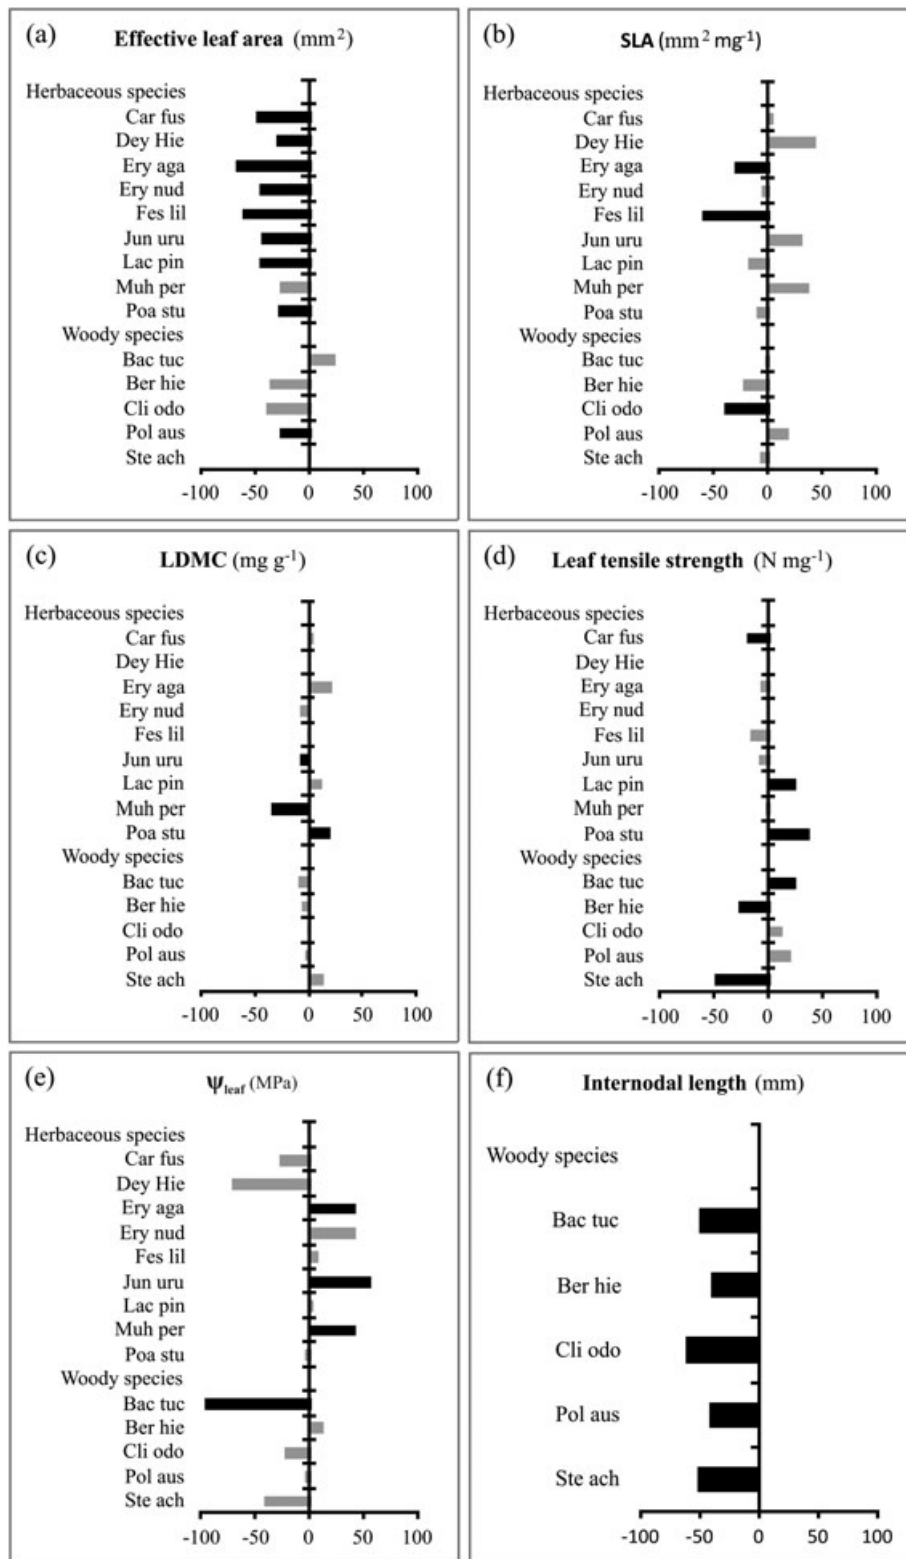 (a) Effective leaf area (mm²)
Herbaceous species
Car fus
Dey Hie
Ery aga
Ery nud
Fes lil
Jun uru
Lac pin
Muh per
Poa stu
Woody species
Bac tuc
Ber hie
Cli odo
Pol aus
Ste ach
-100 -50 0 50 100
(b) SLA (mm² mg⁻¹)
Herbaceous species
Car fus
Dey Hie
Ery aga
Ery nud
Fes lil
Jun uru
Lac pin
Muh per
Poa stu
Woody species
Bac tuc
Ber hie
Cli odo
Pol aus
Ste ach
-100 -50 0 50 100
(c) LDMC (mg g⁻¹)
Herbaceous species
Car fus
Dey Hie
Ery aga
Ery nud
Fes lil
Jun uru
Lac pin
Muh per
Poa stu
Woody species
Bac tuc
Ber hie
Cli odo
Pol aus
Ste ach
-100 -50 0 50 100
(d) Leaf tensile strength (N mg⁻¹)
Herbaceous species
Car fus
Dey Hie
Ery aga
Ery nud
Fes lil
Jun uru
Lac pin
Muh per
Poa stu
Woody species
Bac tuc
Ber hie
Cli odo
Pol aus
Ste ach
-100 -50 0 50 100
(e) Ψleaf (MPa)
Herbaceous species
Car fus
Dey Hie
Ery aga
Ery nud
Fes lil
Jun uru
Lac pin
Muh per
Poa stu
Woody species
Bac tuc
Ber hie
Cli odo
Pol aus
Ste ach
-100 -50 0 50 100
(f) Internodal length (mm)
Woody species
Bac tuc
Ber hie
Cli odo
Pol aus
Ste ach
-100 -50 0 50 100